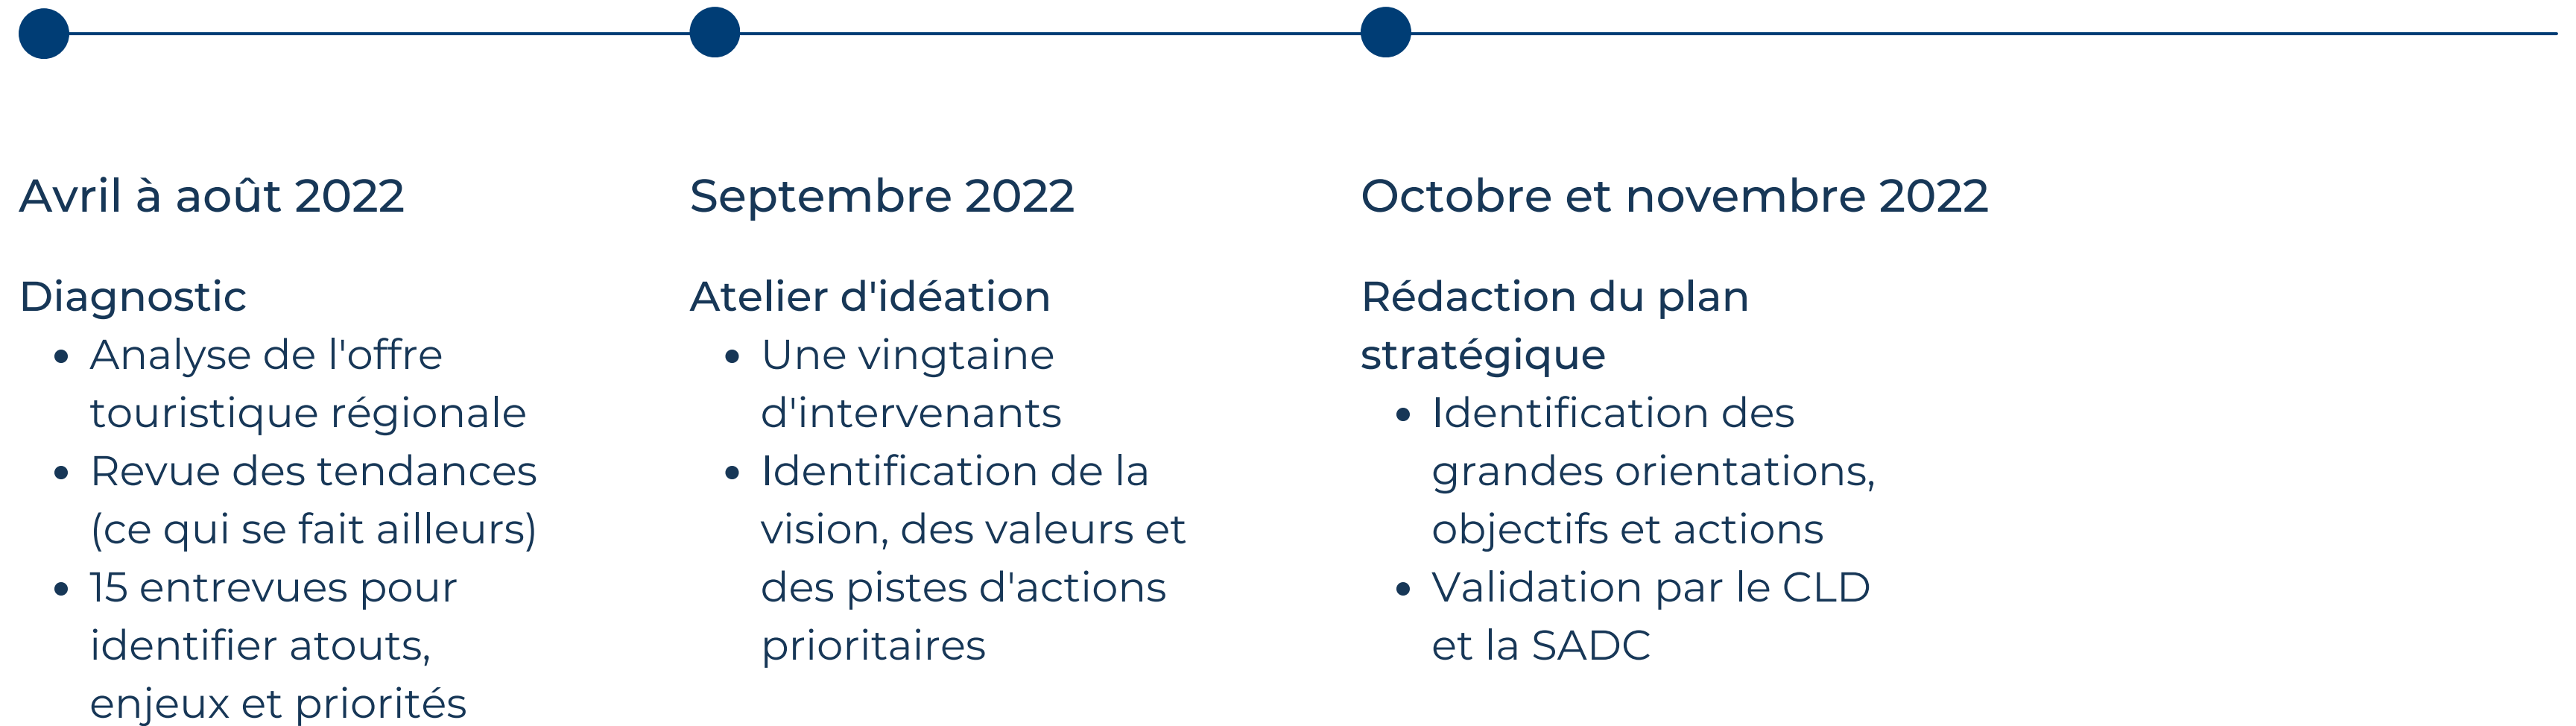 Avril à août 2022
Diagnostic
• Analyse de l'offre
touristique régionale
• Revue des tendances
(ce qui se fait ailleurs)
• 15 entrevues pour
identifier atouts,
enjeux et priorités
Septembre 2022
Atelier d'idéation
• Une vingtaine
d'intervenants
• Identification de la
vision, des valeurs et
des pistes d'actions
prioritaires
Octobre et novembre 2022
Rédaction du plan
stratégique
• Identification des
grandes orientations,
objectifs et actions
• Validation par le CLD
et la SADC